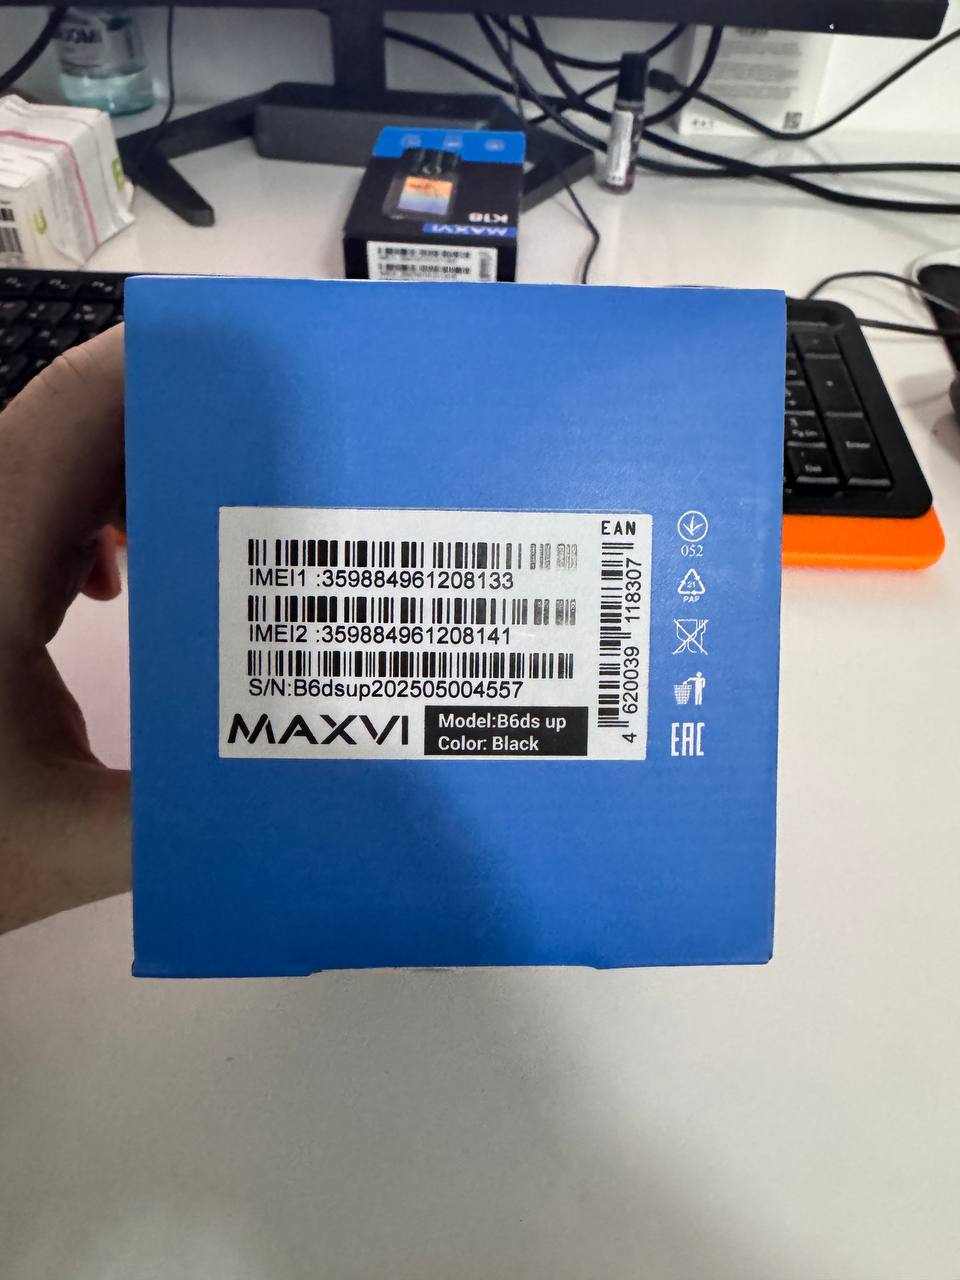 K18
MAXVI
EAN
IMEI1 :359884961208133
IMEI2 :359884961208141
S/N:B6dsup202505004557
MAXVI
Model:B6ds up
Color: Black
4 620039 118307
052
21
PAP
EAC